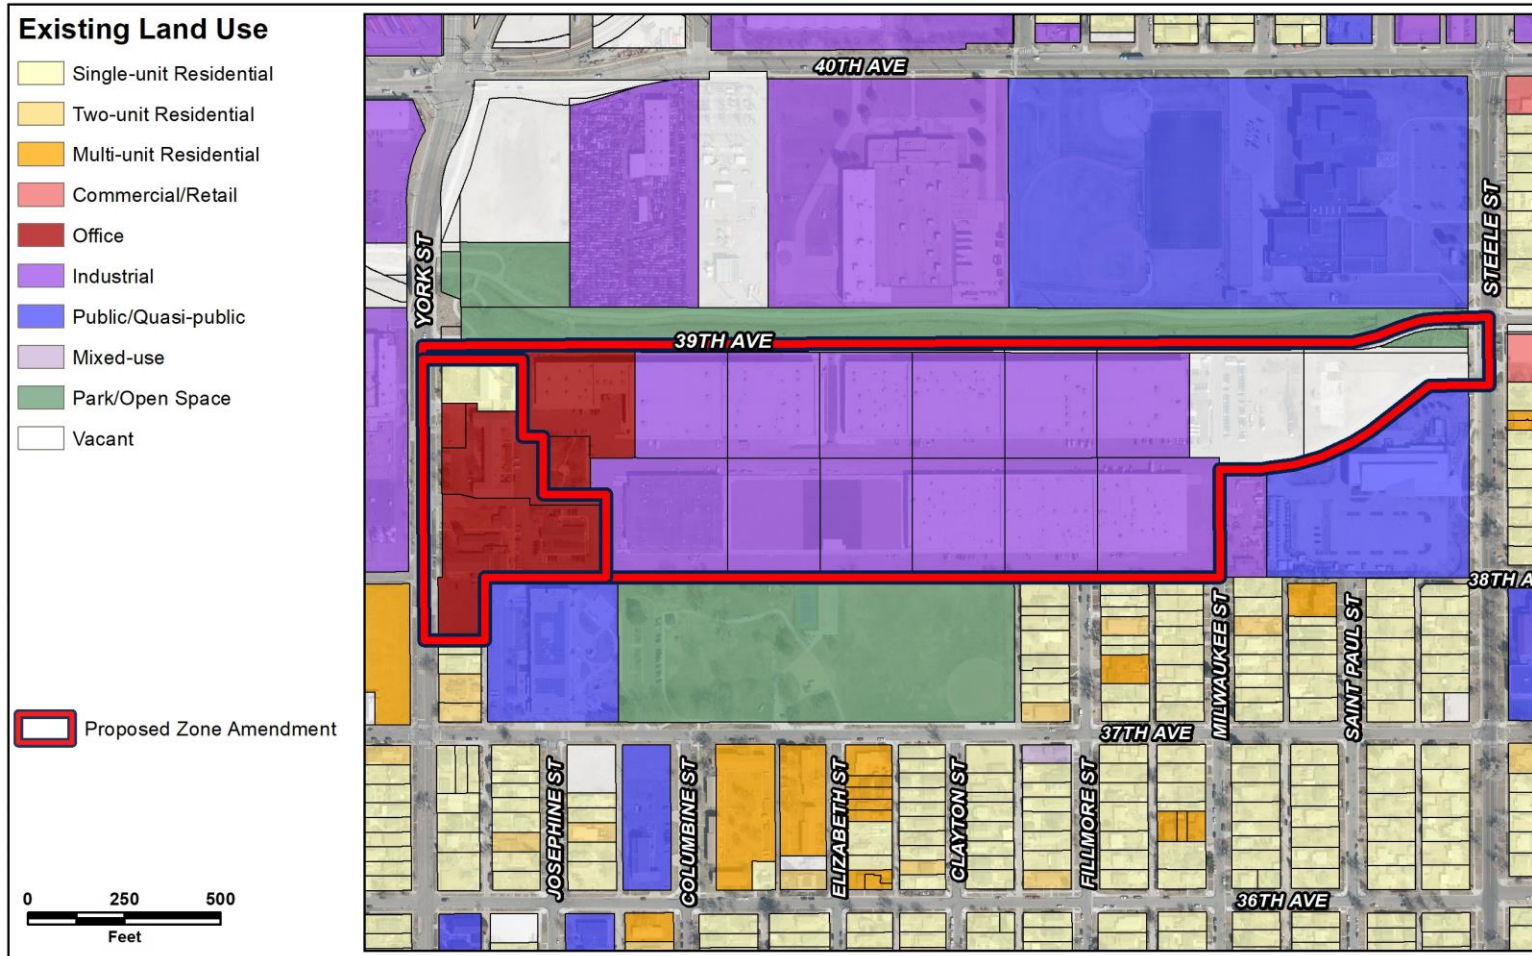 Existing Land Use
Single-unit Residential
Two-unit Residential
Multi-unit Residential
Commercial/Retail
Office
Industrial
Public/Quasi-public
Mixed-use
Park/Open Space
Vacant
Proposed Zone Amendment
0 250 500
Feet
40TH AVE
YORK ST
STEELE ST
39TH AVE
38TH A
MILWAUKEE ST
SAINT PAUL ST
37TH AVE
JOSEPHINE ST
COLUMBINE ST
ELIZABETH ST
CLAYTON ST
FILLMORE ST
36TH AVE